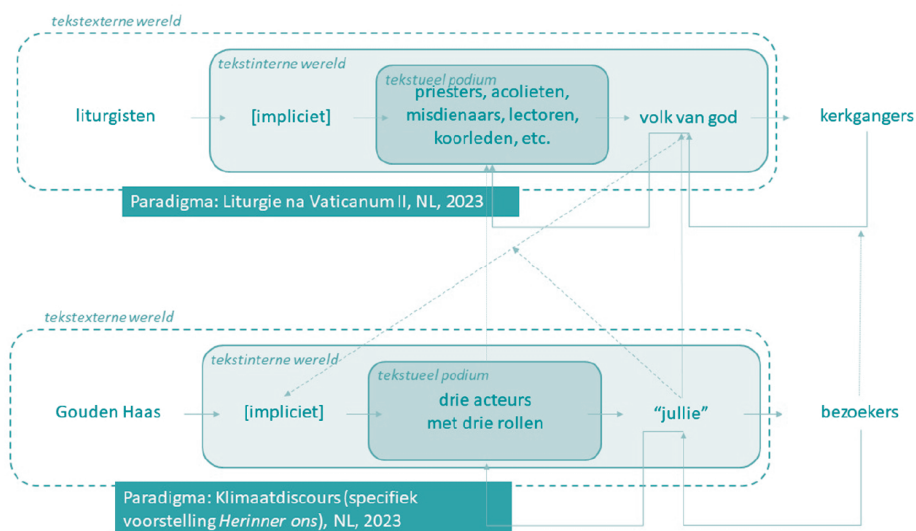 tekstexterne wereld
tekstinterne wereld
tekstueel podium
liturgisten
[impliciet]
priesters, acolieten,
misdienaars, lectoren,
koorleden, etc.
volk van god
kerkgangers
Paradigma: Liturgie na Vaticanum II, NL, 2023
tekstexterne wereld
tekstinterne wereld
tekstueel podium
Gouden Haas
[impliciet]
drie acteurs
met drie rollen
“jullie”
bezoekers
Paradigma: Klimaatdiscours (specifiek
voorstelling Herinner ons), NL, 2023